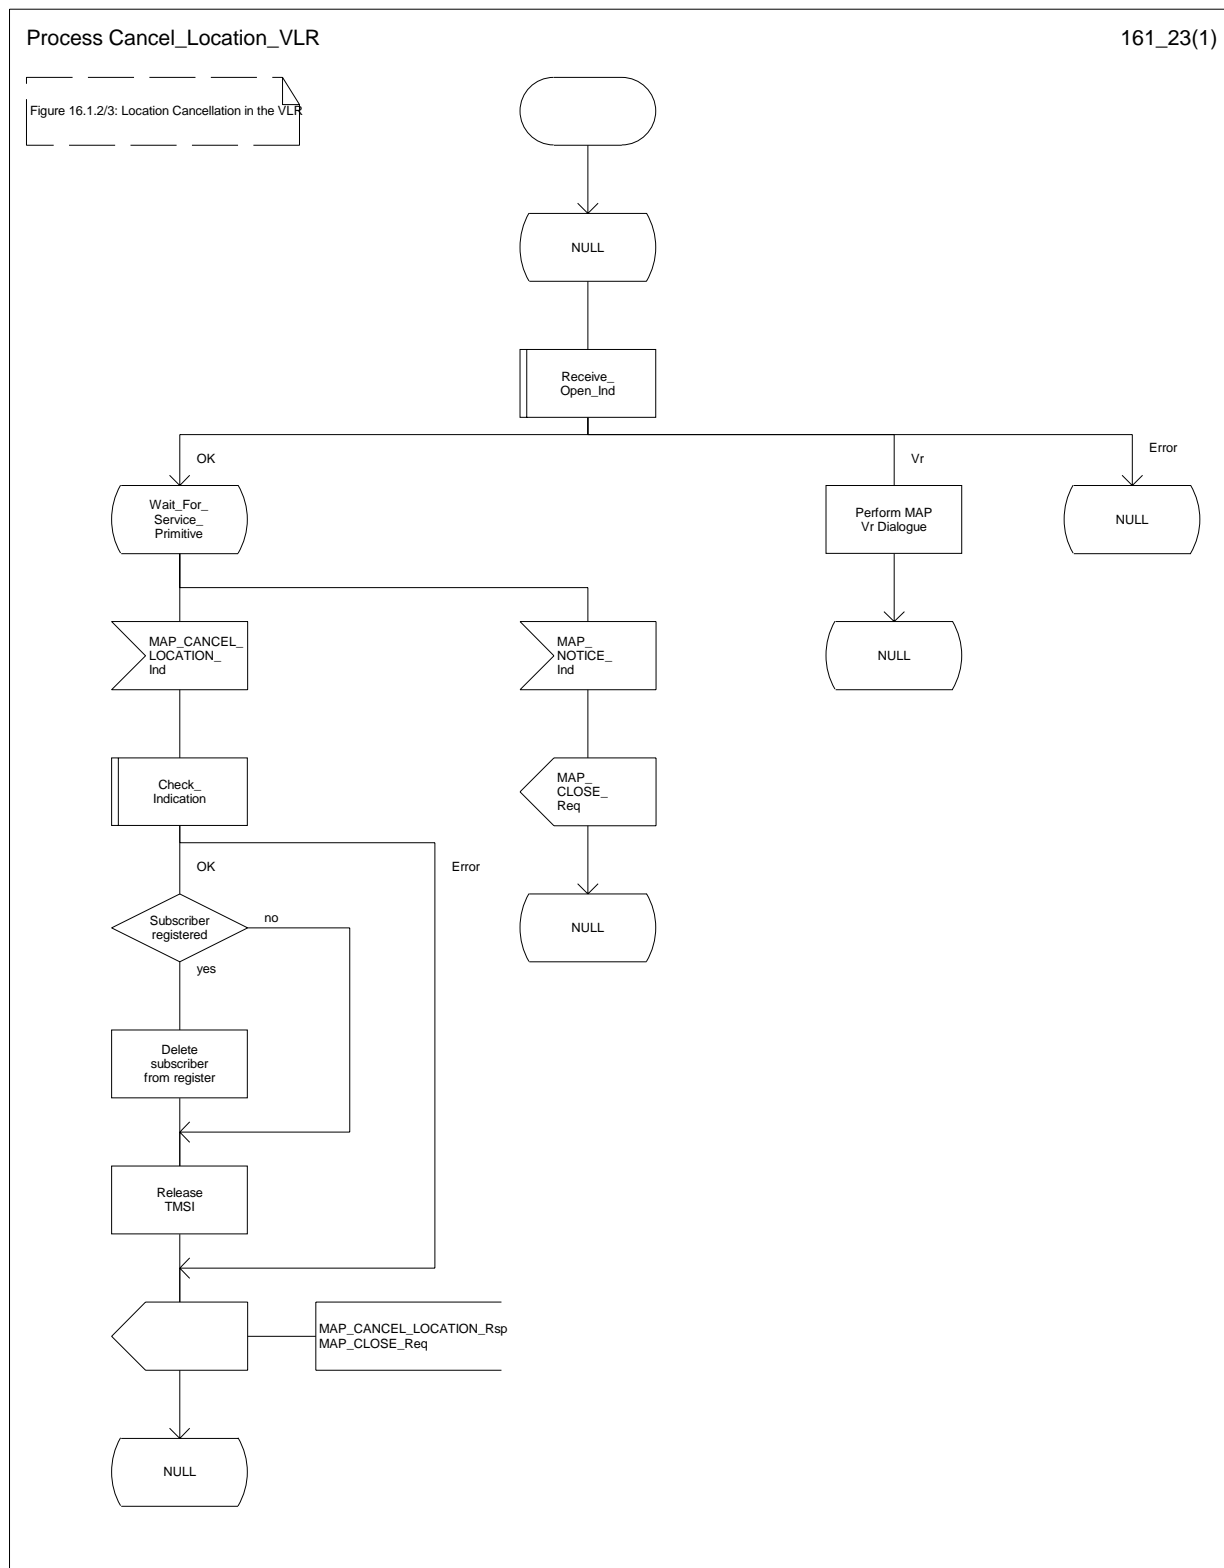 Process Cancel_Location_VLR
161_23(1)
Figure 16.1.2/3: Location Cancellation in the VLR
NULL
Receive_
Open_Ind
OK
Vr
Error
Wait_For_
Service_
Primitive
Perform MAP
Vr Dialogue
NULL
MAP_CANCEL_
LOCATION_
Ind
MAP_
NOTICE_
Ind
NULL
Check_
Indication
MAP_
CLOSE_
Req
OK
Error
Subscriber
registered
no
yes
NULL
Delete
subscriber
from register
Release
TMSI
MAP_CANCEL_LOCATION_Rsp
MAP_CLOSE_Req
NULL